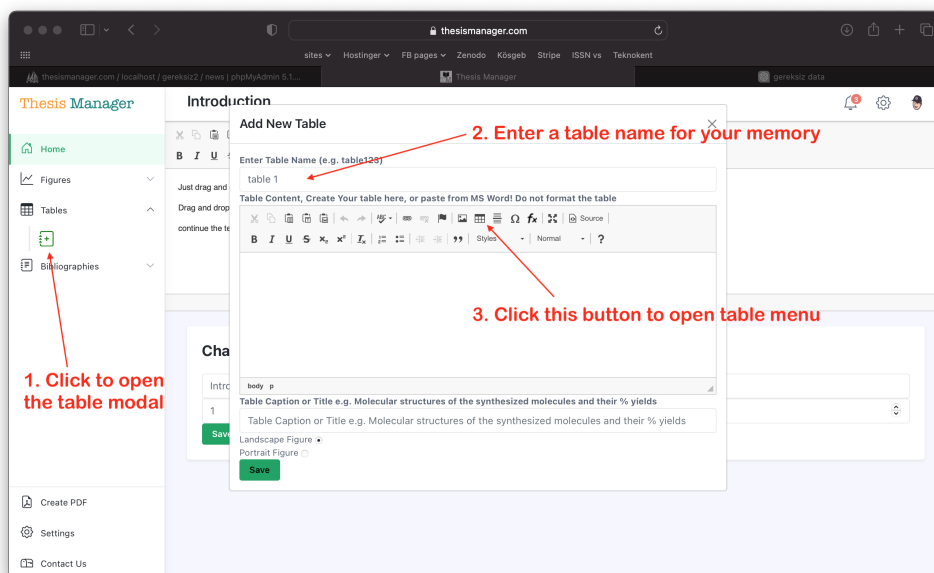 thesismanager.com
sites Hostinger FB pages Zenodo Kösgeb Stripe ISSN vs Teknokent
thesismanager.com / localhost / gereksiz2 / news | phpMyAdmin 5.1.... Thesis Manager gereksiz data
Thesis Manager Introduction 3
Add New Table
2. Enter a table name for your memory
Home
B I U
Enter Table Name (e.g. table123)
Figures
table 1
Just drag and
Table Content, Create Your table here, or paste from MS Word! Do not format the table
Tables
Drag and drop
Source
continue the te
B I U S x₂ x² Iₓ Styles Normal ?
Bibliographies
3. Click this button to open table menu
Cha
1. Click to open
the table modal
Intro
body p
Table Caption or Title e.g. Molecular structures of the synthesized molecules and their % yields
1
Table Caption or Title e.g. Molecular structures of the synthesized molecules and their % yields
Save
Landscape Figure
Portrait Figure
Save
Create PDF
Settings
Contact Us